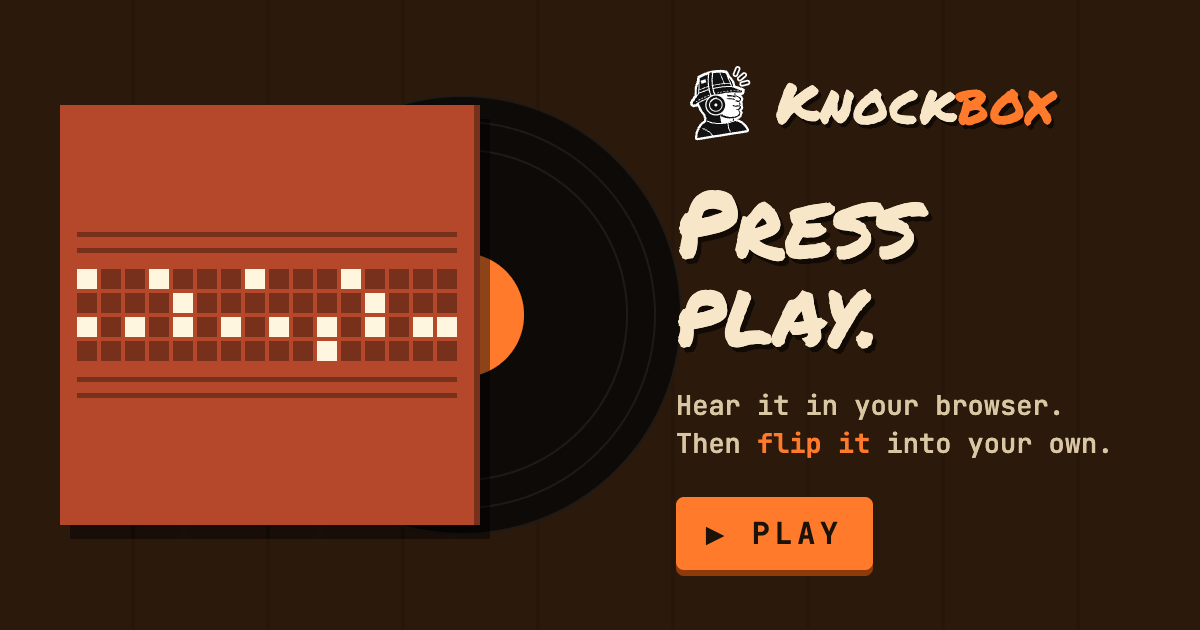 KNOCKBOX
PRESS
PLAY.
Hear it in your browser.
Then flip it into your own.
▶ PLAY